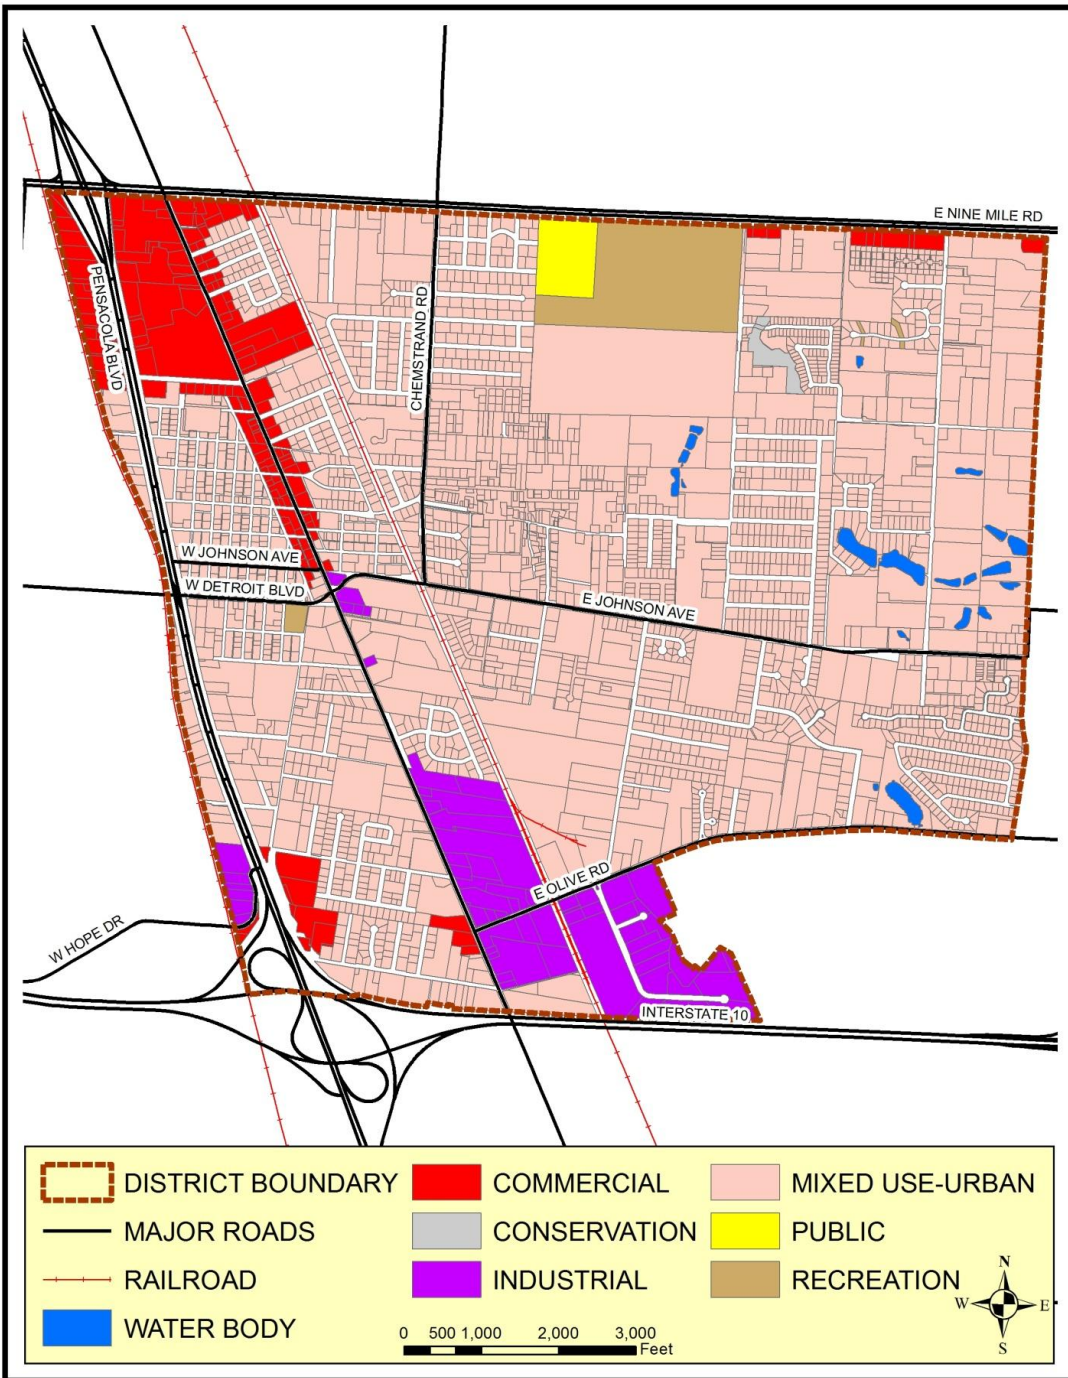 E NINE MILE RD
PENSACOLA BLVD
CHEMSTRAND RD
W JOHNSON AVE
W DETROIT BLVD
E JOHNSON AVE
E OLIVE RD
W HOPE DR
INTERSTATE 10
DISTRICT BOUNDARY
COMMERCIAL
MIXED USE-URBAN
MAJOR ROADS
CONSERVATION
PUBLIC
RAILROAD
INDUSTRIAL
RECREATION
WATER BODY
0 500 1,000 2,000 3,000
Feet
N
W E
S